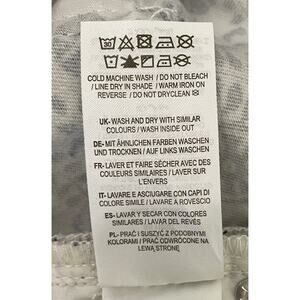 30
COLD MACHINE WASH / DO NOT BLEACH
/ LINE DRY IN SHADE / WARM IRON ON
REVERSE / DO NOT DRYCLEAN
UK- WASH AND DRY WITH SIMILAR
COLOURS / WASH INSIDE OUT
DE- MIT ÄHNLICHEN FARBEN WASCHEN
UND TROCKNEN / AUF LINKS WASCHEN
FR- LAVER ET FAIRE SÉCHER AVEC DES
COULEURS SIMILAIRES / LAVER SUR
L'ENVERS
IT- LAVARE E ASCIUGARE CON CAPI DI
COLORE SIMILE / LAVARE A ROVESCIO
ES- LAVAR Y SECAR CON COLORES
SIMILARES / LAVAR DEL REVÉS
PL- PRAĆ I SUSZYĆ Z PODOBNYMI
KOLORAMI / PRAĆ ODWRÓCONE NA
LEWĄ STRONĘ